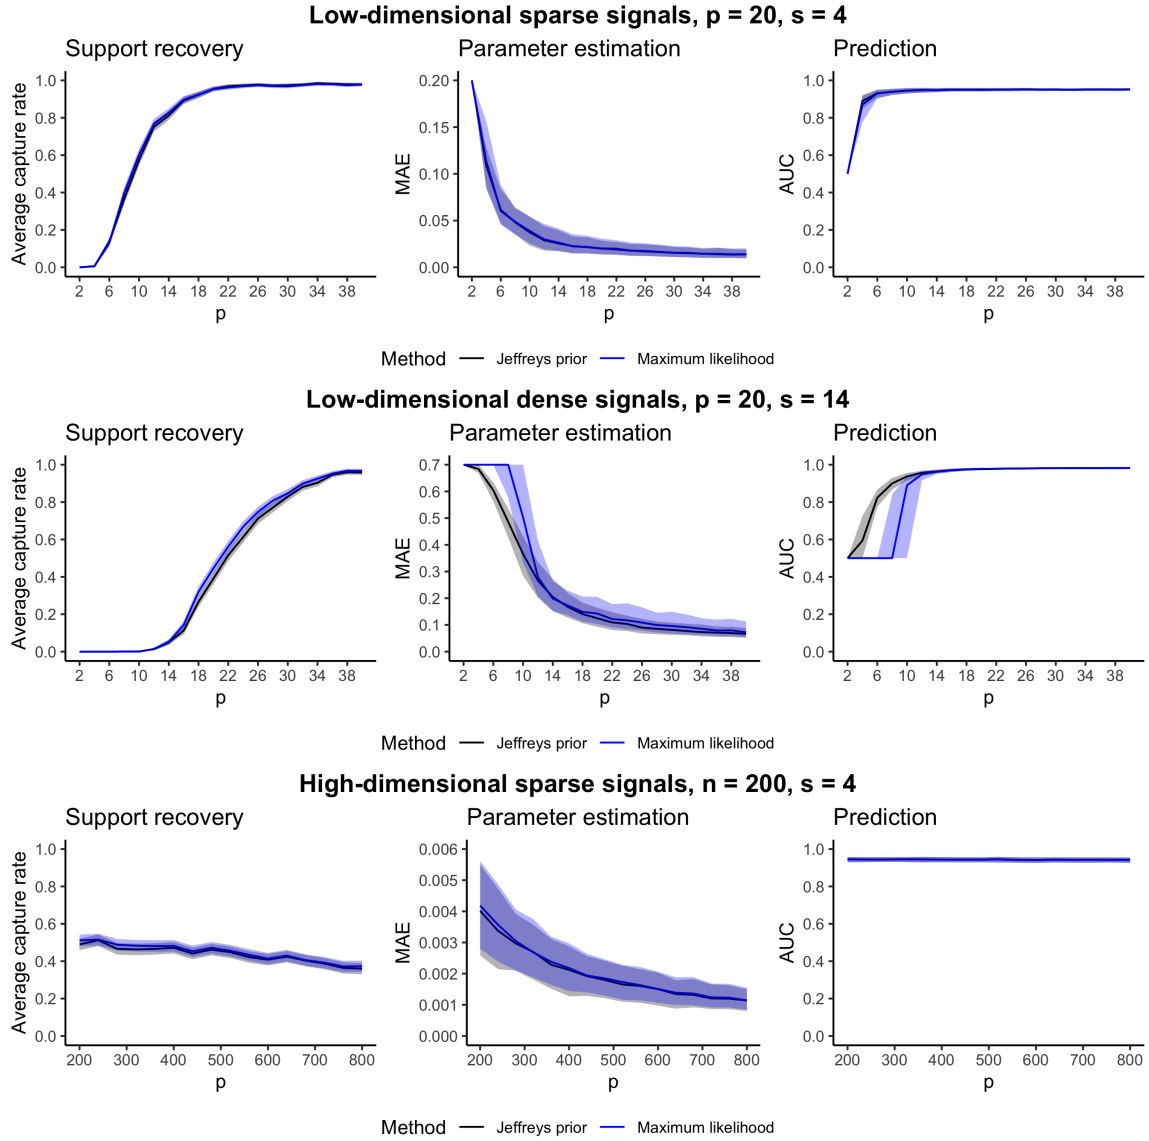 Low-dimensional sparse signals, p = 20, s = 4
Support recovery
Parameter estimation
Prediction
Average capture rate
1.0
0.8
0.6
0.4
0.2
0.0
2 6 10 14 18 22 26 30 34 38
p
MAE
0.20
0.15
0.10
0.05
0.00
2 6 10 14 18 22 26 30 34 38
p
AUC
1.0
0.8
0.6
0.4
0.2
0.0
2 6 10 14 18 22 26 30 34 38
p
Method Jeffreys prior Maximum likelihood
Low-dimensional dense signals, p = 20, s = 14
Support recovery
Parameter estimation
Prediction
Average capture rate
1.0
0.8
0.6
0.4
0.2
0.0
2 6 10 14 18 22 26 30 34 38
p
MAE
0.7
0.6
0.5
0.4
0.3
0.2
0.1
0.0
2 6 10 14 18 22 26 30 34 38
p
AUC
1.0
0.8
0.6
0.4
0.2
0.0
2 6 10 14 18 22 26 30 34 38
p
Method Jeffreys prior Maximum likelihood
High-dimensional sparse signals, n = 200, s = 4
Support recovery
Parameter estimation
Prediction
Average capture rate
1.0
0.8
0.6
0.4
0.2
0.0
200 300 400 500 600 700 800
p
MAE
0.006
0.005
0.004
0.003
0.002
0.001
0.000
200 300 400 500 600 700 800
p
AUC
1.0
0.8
0.6
0.4
0.2
0.0
200 300 400 500 600 700 800
p
Method Jeffreys prior Maximum likelihood